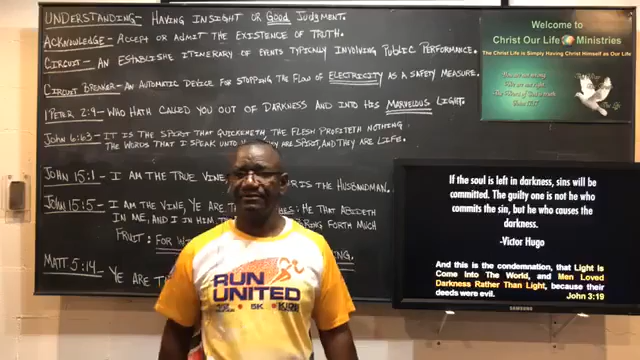 UNDERSTANDING- HAVING INSIGHT OR GOOD JUDGMENT.
ACKNOWLEDGE- ACCEPT OR ADMIT THE EXISTENCE OF TRUTH.
CIRCUIT- AN ESTABLISHE ITINERARY OF EVENTS TYPICALLY INVOLVING PUBLIC PERFORMANCE.
CIRCUIT BREAKER- AN AUTOMATIC DEVICE FOR STOPPING THE FLOW OF ELECTRICITY AS A SAFETY MEASURE.
1 PETER 2:9- WHO HATH CALLED YOU OUT OF DARKNESS AND INTO HIS MARVELOUS LIGHT.
JOHN 6:63- IT IS THE SPIRIT THAT QUICKENETH THE FLESH PROFITETH NOTHING:
THE WORDS THAT I SPEAK UNTO YOU THEY ARE SPIRIT, AND THEY ARE LIFE.
JOHN 15:1- I AM THE TRUE VINE, IS THE HUSBANDMAN.
JOHN 15:5- I AM THE VINE, YE ARE THE HES: HE THAT ABIDETH
IN ME, AND I IN HIM, TH RING FORTH MUCH
FRUIT: FOR W ING.
MATT 5:14- YE ARE TH
Welcome to
Christ Our Life Ministries
The Christ Life is Simply Having Christ Himself as Our Life
The Life
If the soul is left in darkness, sins will be
committed. The guilty one is not he who
commits the sin, but he who causes the
darkness.
-Victor Hugo
And this is the condemnation, that Light is
Come into The World, and Men Loved
Darkness Rather Than Light, because their
deeds were evil. John 3:19
SAMSUNG
RUN
UNITED
5K